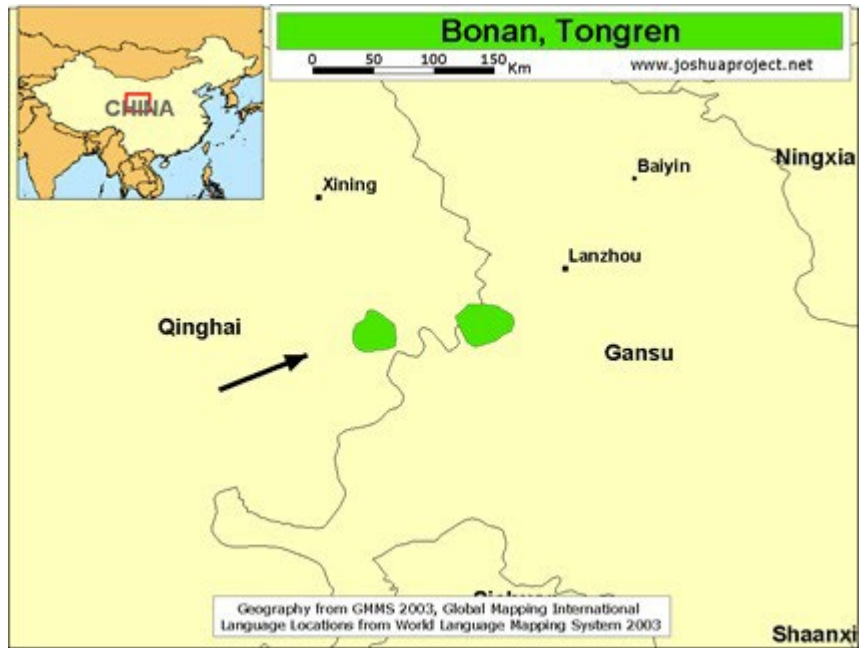 Bonan, Tongren
0 50 100 150 Km
www.joshuaproject.net
CHINA
Ningxia
Baiyin
Xining
Lanzhou
Qinghai
Gansu
Geography from GMMS 2003, Global Mapping International
Language Locations from World Language Mapping System 2003
Shaanxi